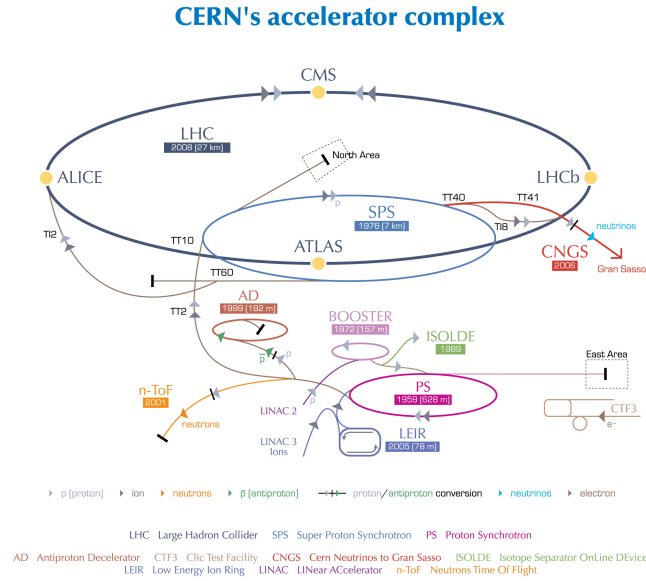 CERN's accelerator complex
CMS
LHC
2008 (27 km)
North Area
ALICE
LHCb
TT40
TT41
SPS
1976 (7 km)
p
TI2
TT10
TI8
neutrinos
ATLAS
CNGS
2006
Gran Sasso
TT60
AD
1999 (182 m)
TT2
BOOSTER
1972 (157 m)
ISOLDE
1989
East Area
p
p̅
n-ToF
2001
PS
1959 (628 m)
LINAC 2
neutrons
CTF3
e-
LEIR
2005 (78 m)
LINAC 3
Ions
p (proton) ion neutrons p̅ (antiproton) proton/antiproton conversion neutrinos electron
LHC Large Hadron Collider SPS Super Proton Synchrotron PS Proton Synchrotron
AD Antiproton Decelerator CTF3 Clic Test Facility CNGS Cern Neutrinos to Gran Sasso ISOLDE Isotope Separator OnLine DEvice
LEIR Low Energy Ion Ring LINAC LINear ACcelerator n-ToF Neutrons Time Of Flight